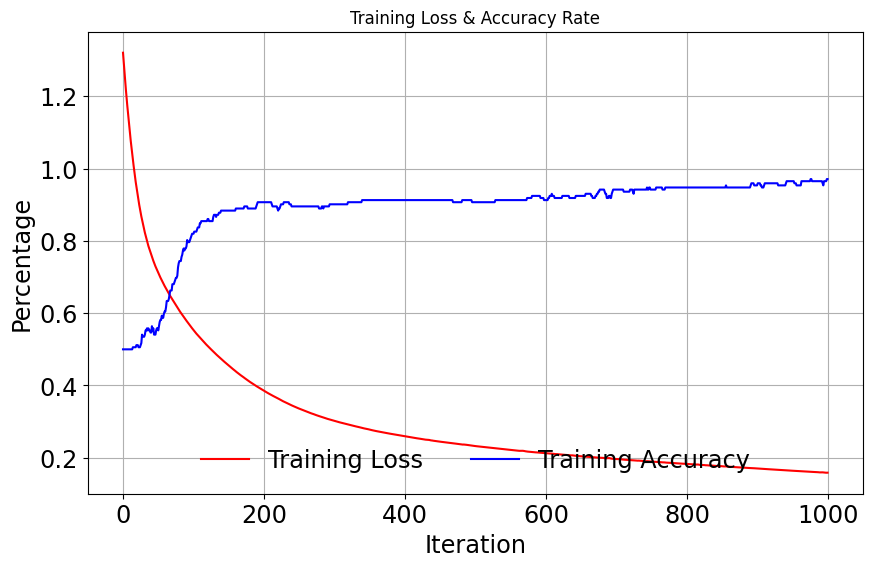 Training Loss & Accuracy Rate
Percentage
1.2
1.0
0.8
0.6
0.4
0.2
Training Loss Training Accuracy
0 200 400 600 800 1000
Iteration